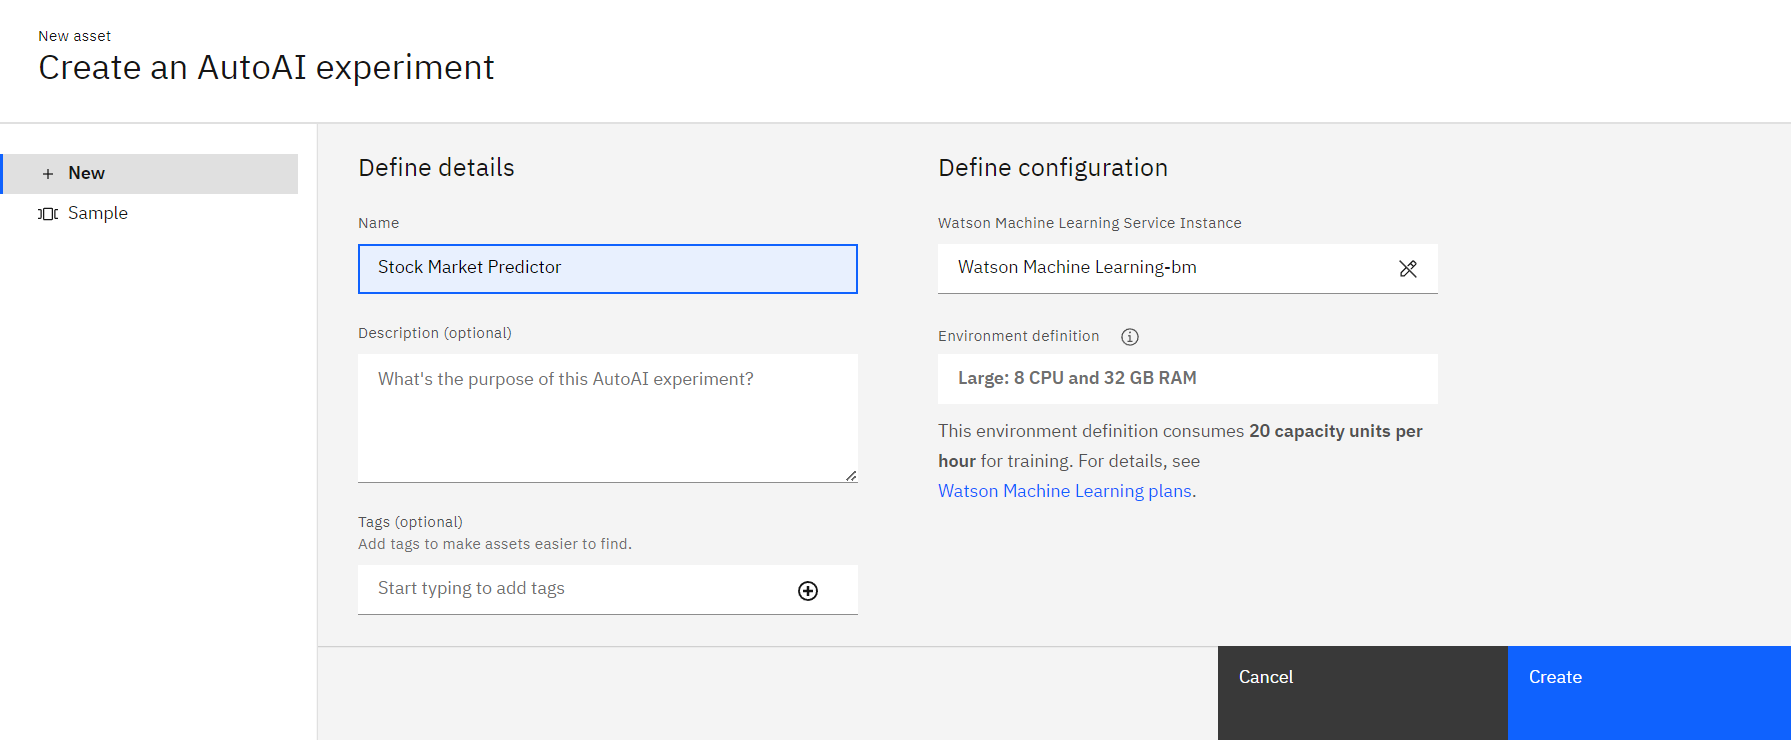 New asset
Create an AutoAI experiment
New
Sample
Define details
Name
Stock Market Predictor
Description (optional)
What's the purpose of this AutoAI experiment?
Tags (optional)
Add tags to make assets easier to find.
Start typing to add tags
Define configuration
Watson Machine Learning Service Instance
Watson Machine Learning-bm
Environment definition
Large: 8 CPU and 32 GB RAM
This environment definition consumes 20 capacity units per
hour for training. For details, see
Watson Machine Learning plans.
Cancel
Create